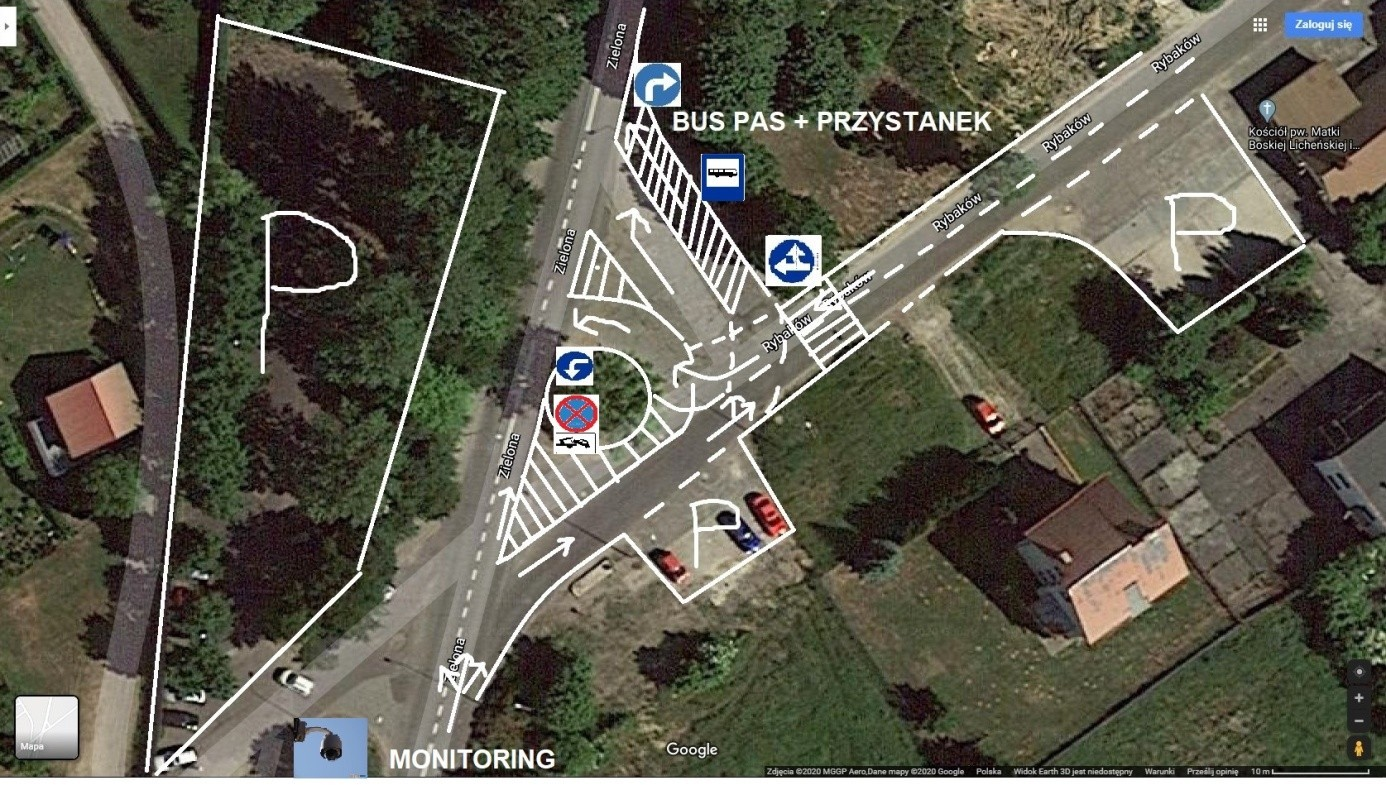 Zaloguj się
Zielona
Rybaków
BUS PAS + PRZYSTANEK
Rybaków
Kościół pw. Matki
Boskiej Licheńskiej i...
Rybaków
P
P
Zielona
Rybaków
Rybaków
Zielona
P
Zielona
Mapa
MONITORING
Google
Zdjęcia ©2020 MGGP Aero,Dane mapy ©2020 Google Polska Widok Earth 3D jest niedostępny Warunki Prześlij opinię 10 m